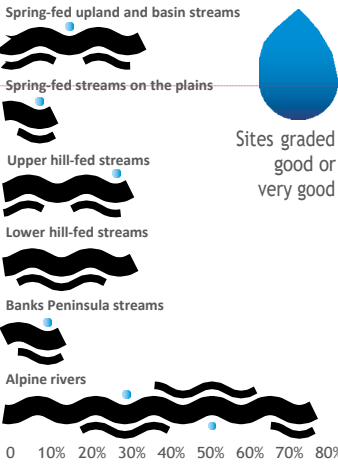 Spring-fed upland and basin streams
Spring-fed streams on the plains
Sites graded
good or
very good
Upper hill-fed streams
Lower hill-fed streams
Banks Peninsula streams
Alpine rivers
0 10% 20% 30% 40% 50% 60% 70% 80%